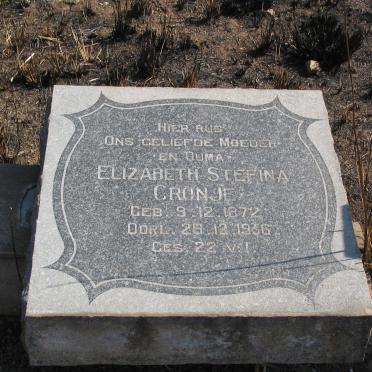 HIER RUS
ONS GELIEFDE MOEDER
EN OUMA
ELIZABETH STEFINA
CRONJE
GEB. 9.12.1872
OORL. 28.12.1936
GES. 22 V:1